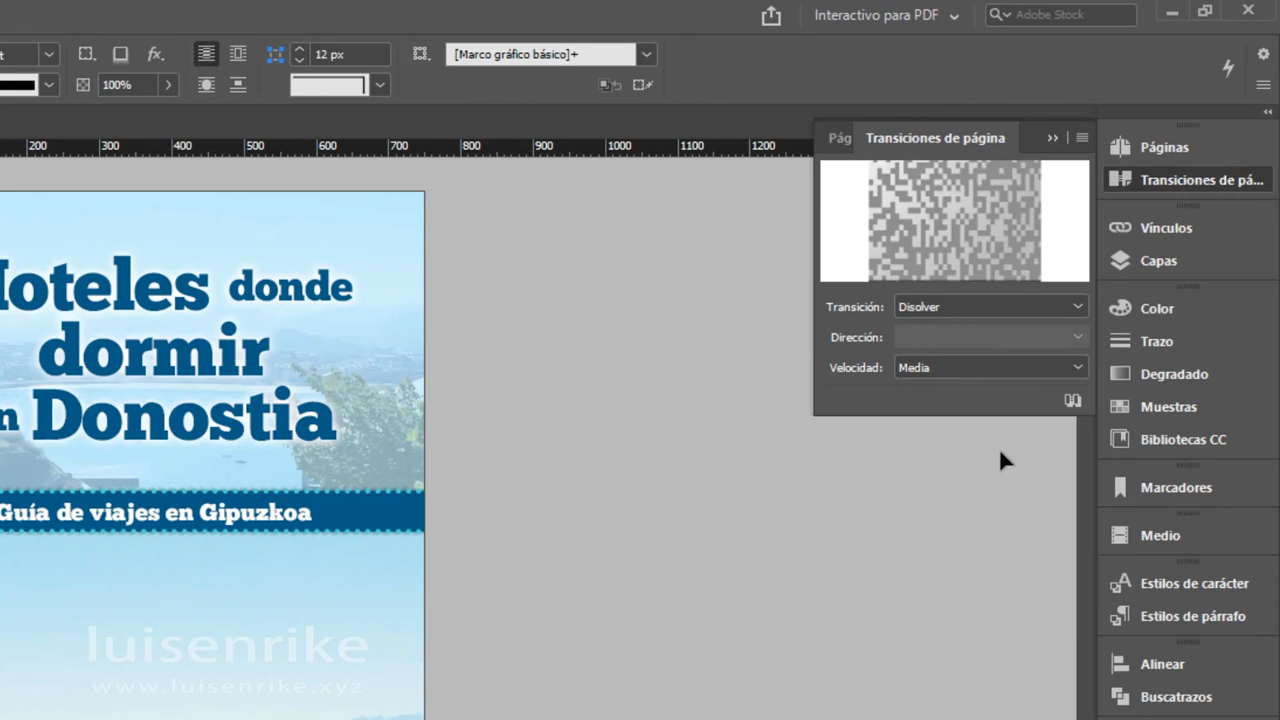 Interactivo para PDF
Adobe Stock
t
fx.
12 px
[Marco gráfico básico]+
100%
200 300 400 500 600 700 800 900 1000 1100 1200
Pág
Transiciones de página
Transición: Disolver
Dirección:
Velocidad: Media
Páginas
Transiciones de pá...
Vínculos
Capas
Color
Trazo
Degradado
Muestras
Bibliotecas CC
Marcadores
Medio
Estilos de carácter
Estilos de párrafo
Alinear
Buscatrazos
Hoteles donde
dormir
n Donostia
Guía de viajes en Gipuzkoa
luisenrike
www.luisenrike.xyz